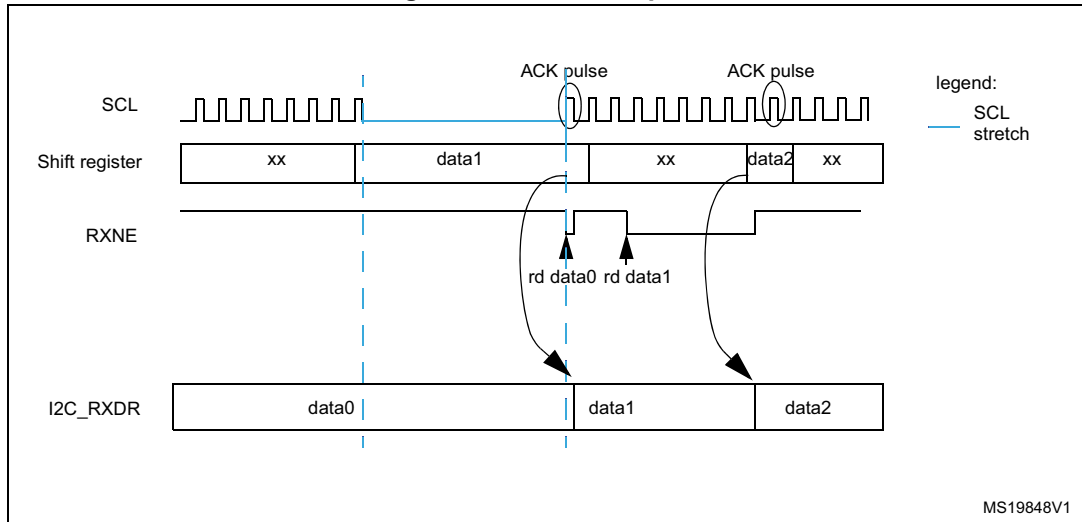 ACK pulse
ACK pulse
legend:
SCL
SCL
stretch
Shift register
xx
data1
xx
data2
xx
RXNE
rd data0
rd data1
I2C_RXDR
data0
data1
data2
MS19848V1